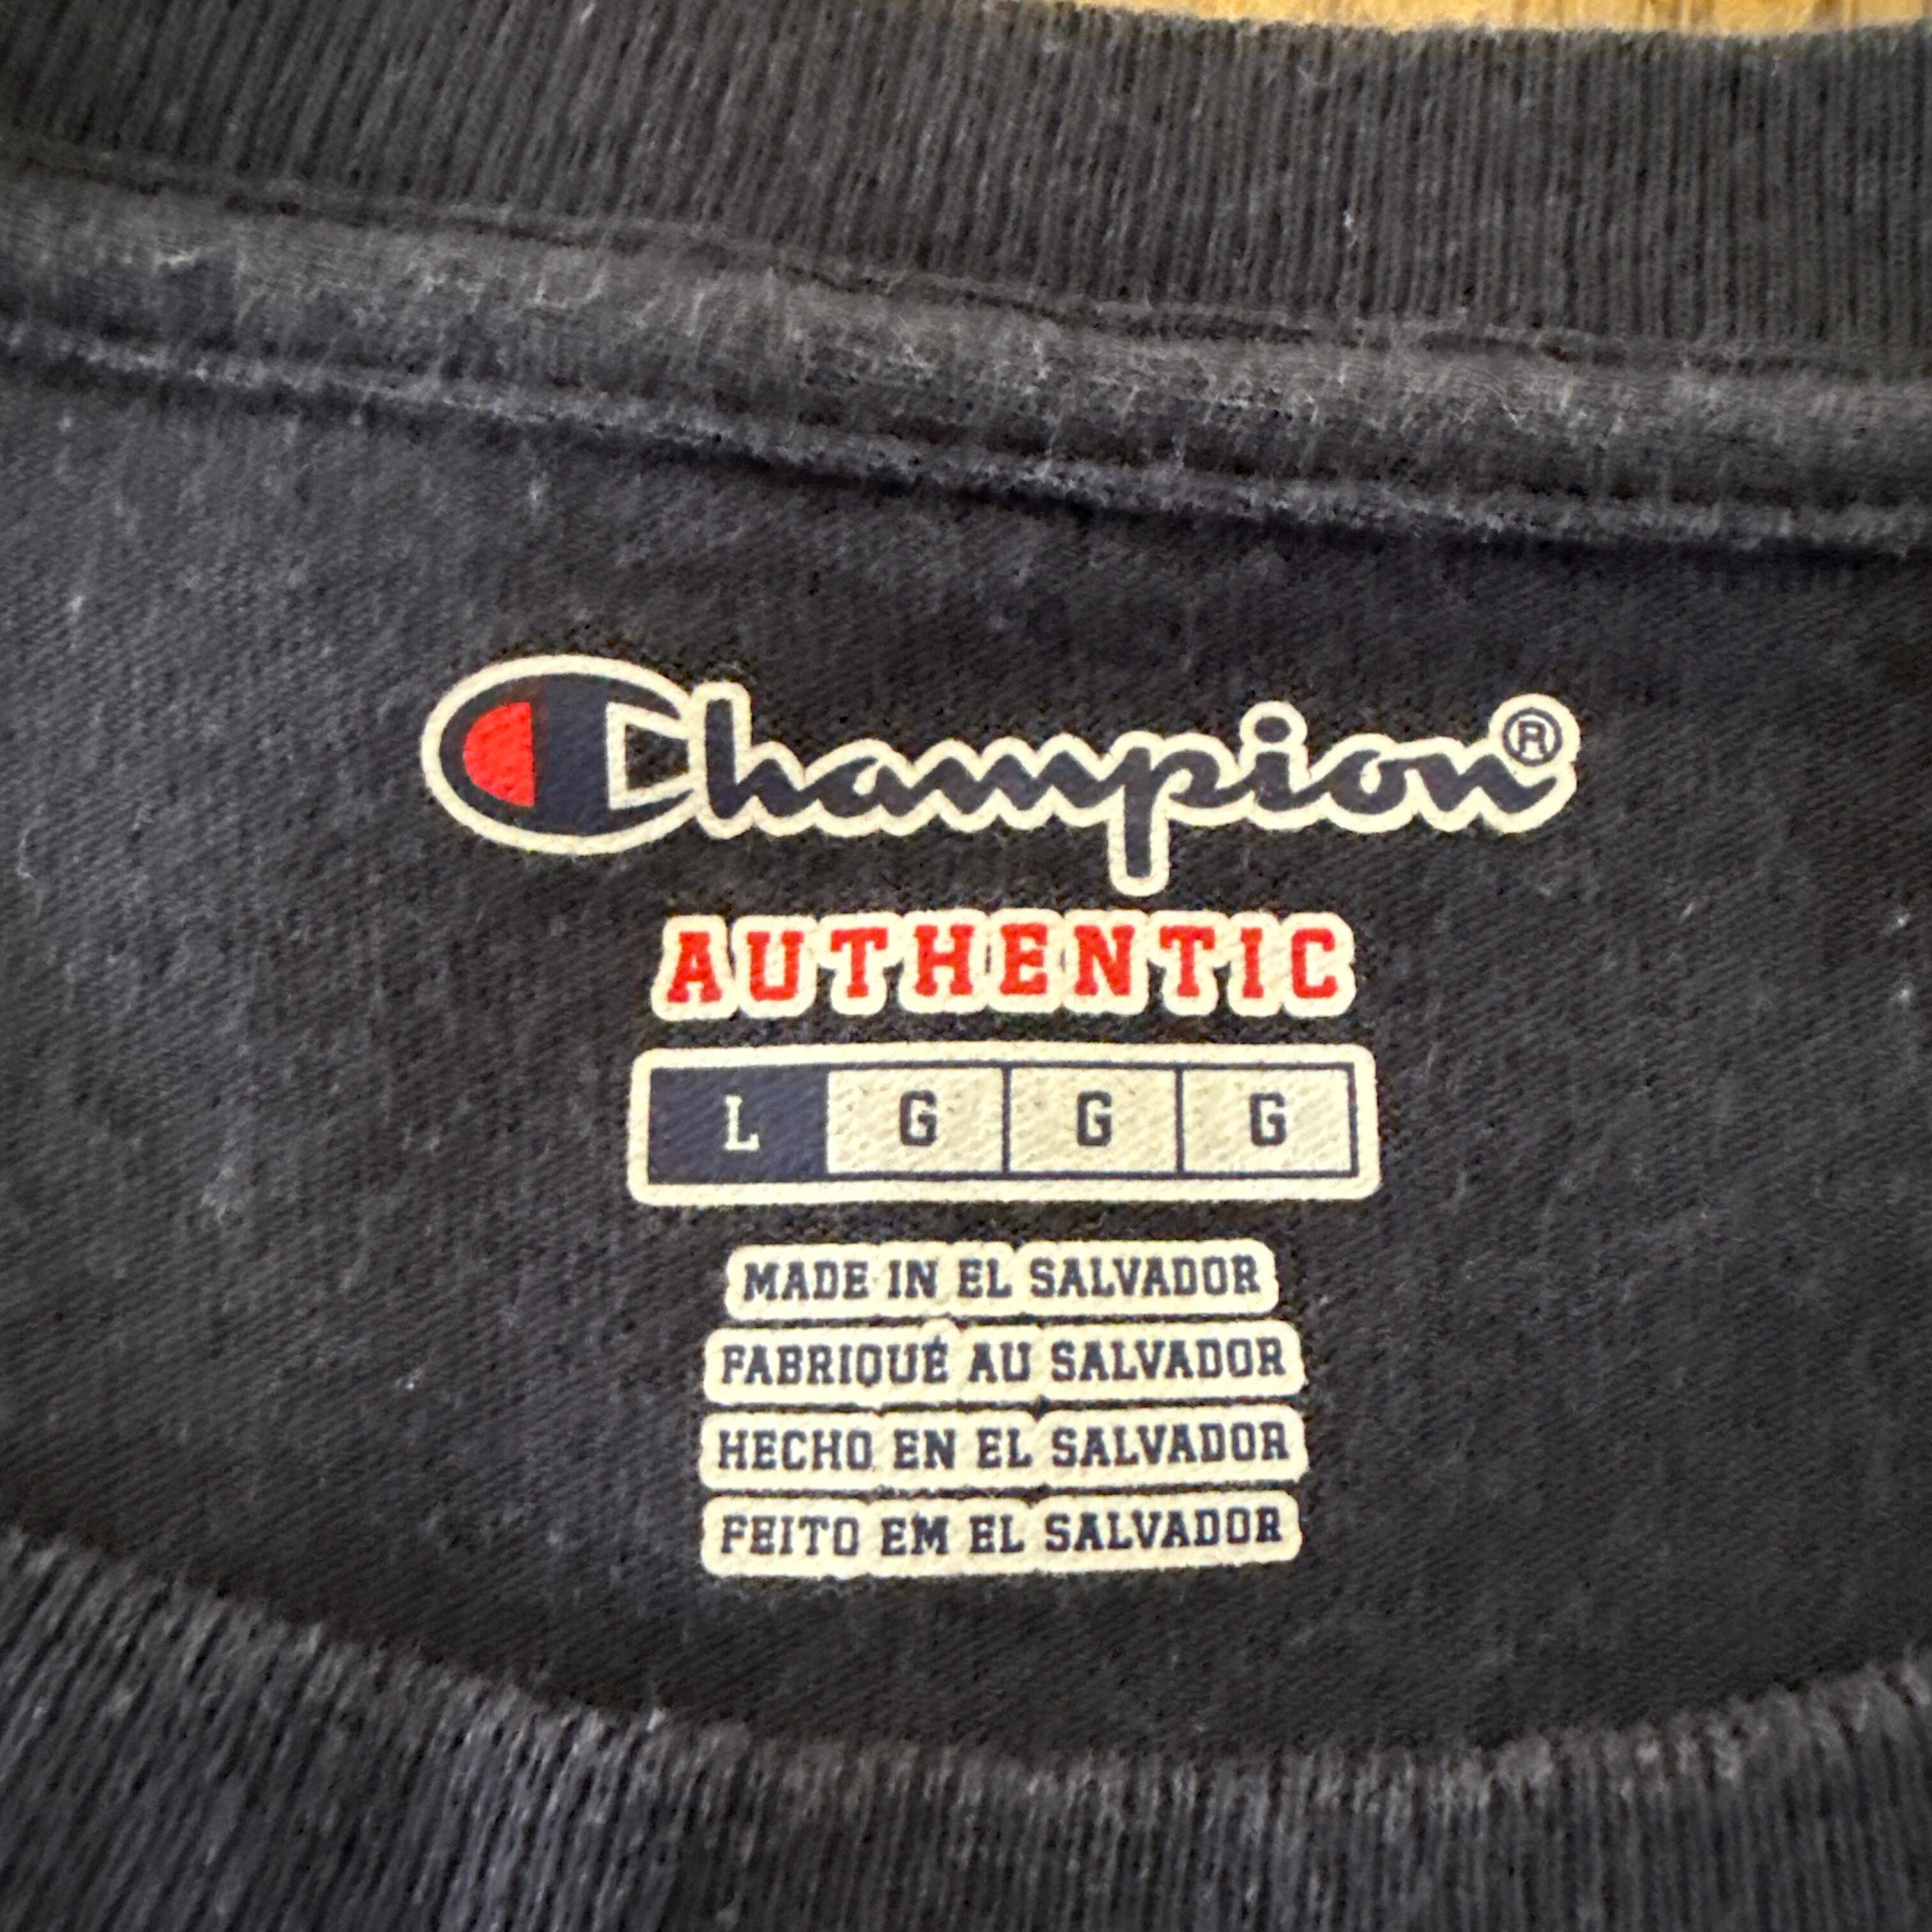 Champion®
AUTHENTIC
L G G G
MADE IN EL SALVADOR
FABRIQUÉ AU SALVADOR
HECHO EN EL SALVADOR
FEITO EM EL SALVADOR